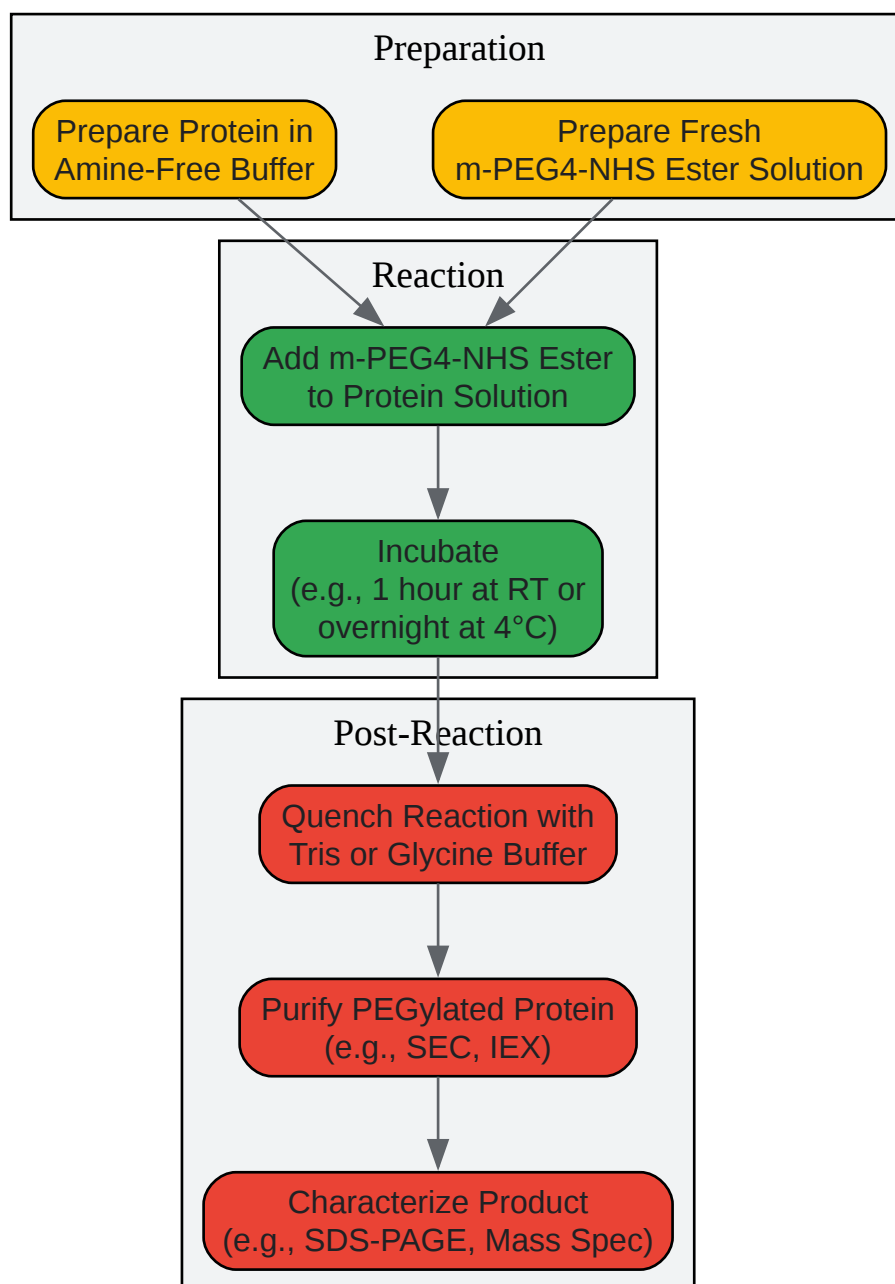 Preparation
Prepare Protein in
Amine-Free Buffer
Prepare Fresh
m-PEG4-NHS Ester Solution
Reaction
Add m-PEG4-NHS Ester
to Protein Solution
Incubate
(e.g., 1 hour at RT or
overnight at 4°C)
Post-Reaction
Quench Reaction with
Tris or Glycine Buffer
Purify PEGylated Protein
(e.g., SEC, IEX)
Characterize Product
(e.g., SDS-PAGE, Mass Spec)